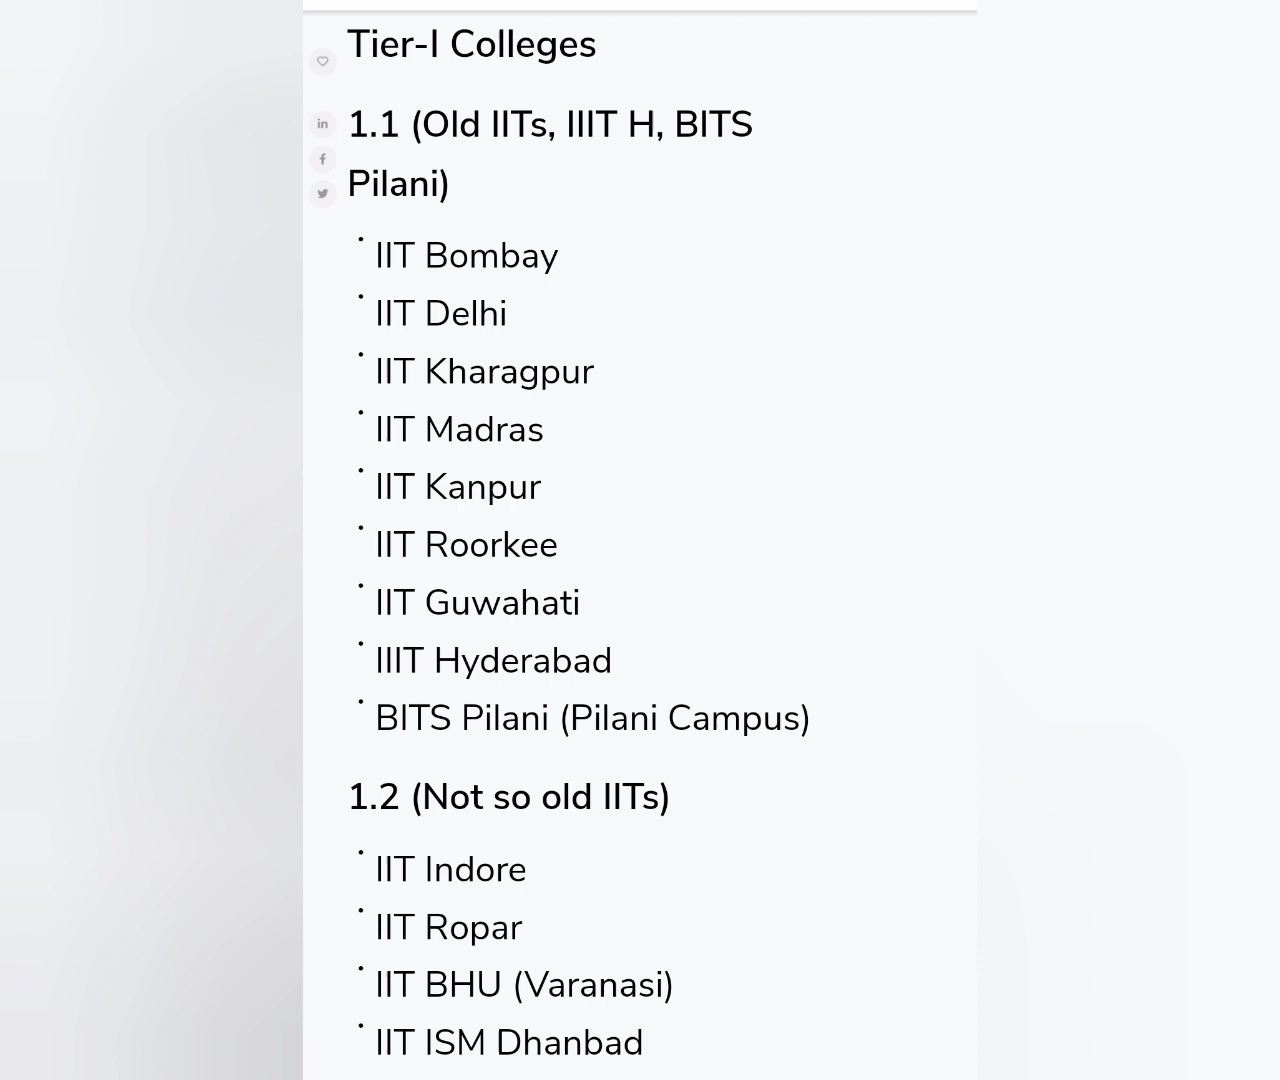 Tier-I Colleges
1.1 (Old IITs, IIIT H, BITS
Pilani)
IIT Bombay
IIT Delhi
IIT Kharagpur
IIT Madras
IIT Kanpur
IIT Roorkee
IIT Guwahati
IIIT Hyderabad
BITS Pilani (Pilani Campus)
1.2 (Not so old IITs)
IIT Indore
IIT Ropar
IIT BHU (Varanasi)
IIT ISM Dhanbad